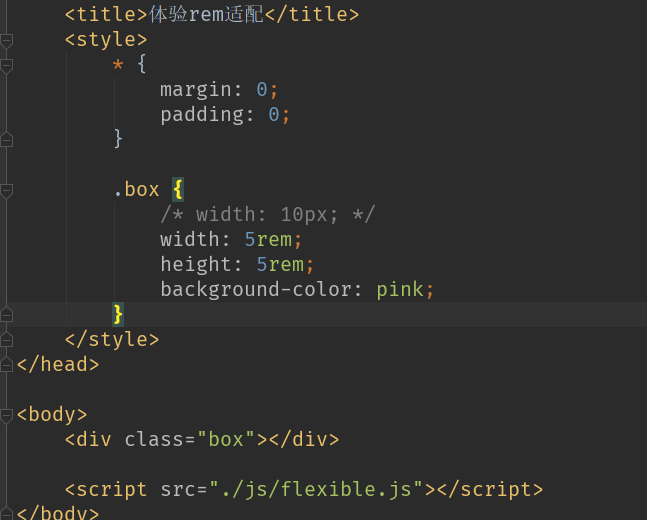 <title>体验rem适配</title>
<style>
* {
margin: 0;
padding: 0;
}
.box {
/* width: 10px; */
width: 5rem;
height: 5rem;
background-color: pink;
}
</style>
</head>
<body>
<div class="box"></div>
<script src="./js/flexible.js"></script>
</body>